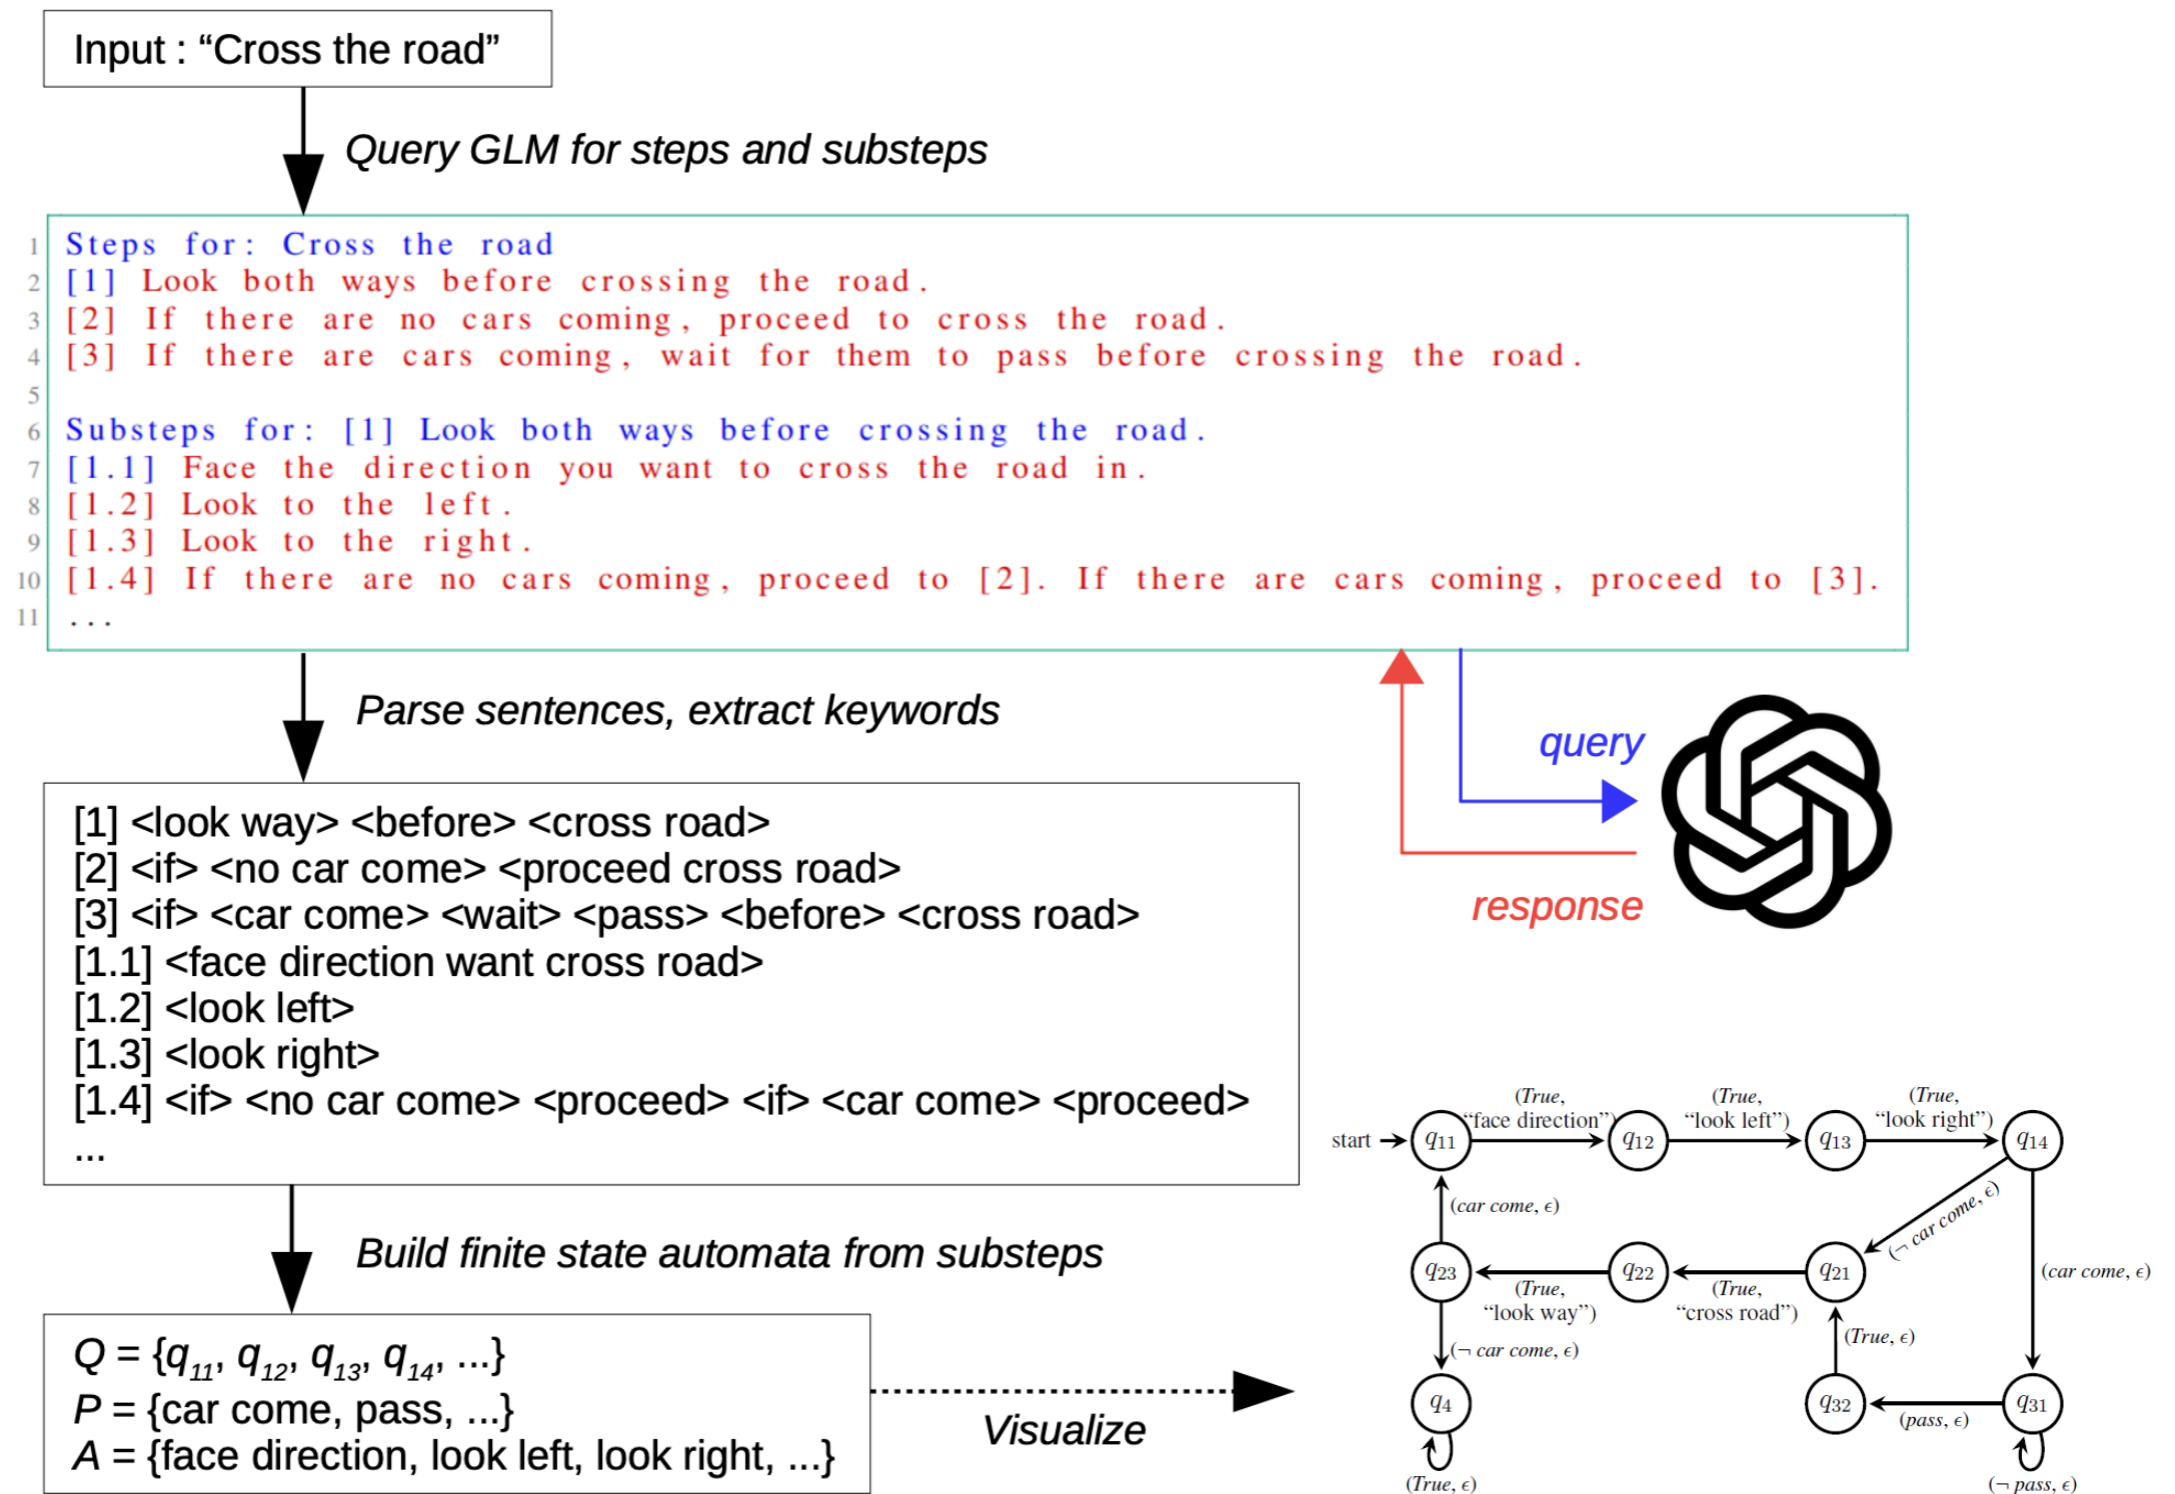 Input : “Cross the road”
Query GLM for steps and substeps
1 Steps for: Cross the road
2 [1] Look both ways before crossing the road.
3 [2] If there are no cars coming, proceed to cross the road.
4 [3] If there are cars coming, wait for them to pass before crossing the road.
5
6 Substeps for: [1] Look both ways before crossing the road.
7 [1.1] Face the direction you want to cross the road in.
8 [1.2] Look to the left.
9 [1.3] Look to the right.
10 [1.4] If there are no cars coming, proceed to [2]. If there are cars coming, proceed to [3].
11 ...
Parse sentences, extract keywords
query
response
[1] <look way> <before> <cross road>
[2] <if> <no car come> <proceed cross road>
[3] <if> <car come> <wait> <pass> <before> <cross road>
[1.1] <face direction want cross road>
[1.2] <look left>
[1.3] <look right>
[1.4] <if> <no car come> <proceed> <if> <car come> <proceed>
...
Build finite state automata from substeps
Q = {q11, q12, q13, q14, ...}
P = {car come, pass, ...}
A = {face direction, look left, look right, ...}
Visualize
start
q11
(True,
“face direction”)
q12
(True,
“look left”)
q13
(True,
“look right”)
q14
(car come, ϵ)
(¬ car come, ϵ)
(car come, ϵ)
q23
(True,
“look way”)
q22
(True,
“cross road”)
q21
(¬ car come, ϵ)
(True, ϵ)
q4
(True, ϵ)
q32
(pass, ϵ)
q31
(¬ pass, ϵ)